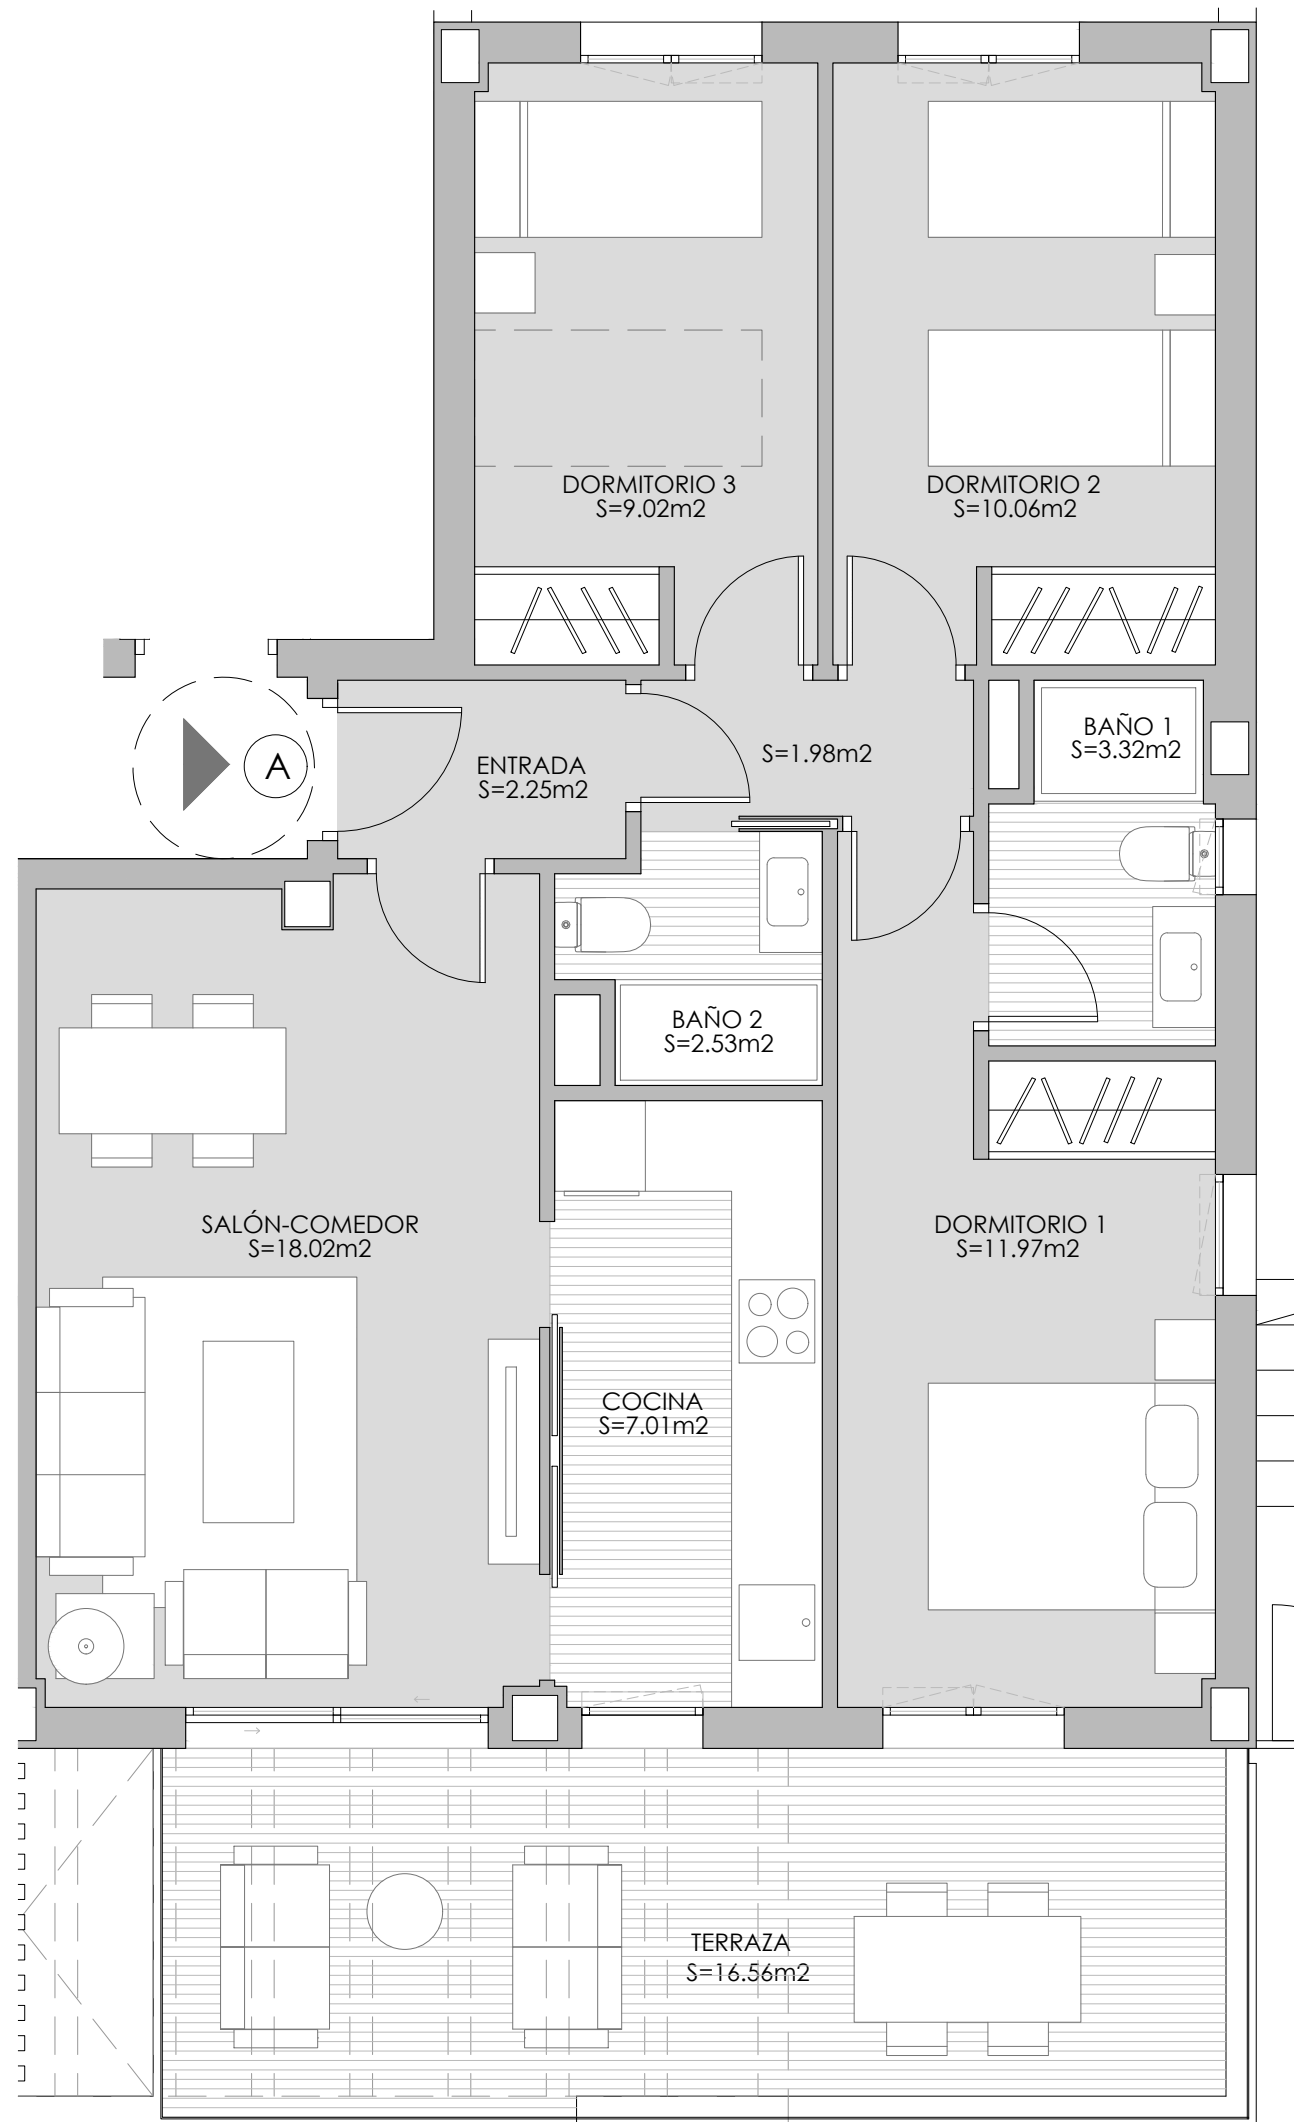 DORMITORIO 3
S=9.02m2
DORMITORIO 2
S=10.06m2
BAÑO 1
S=3.32m2
S=1.98m2
A
ENTRADA
S=2.25m2
BAÑO 2
S=2.53m2
SALÓN-COMEDOR
S=18.02m2
DORMITORIO 1
S=11.97m2
COCINA
S=7.01m2
TERRAZA
S=16.56m2